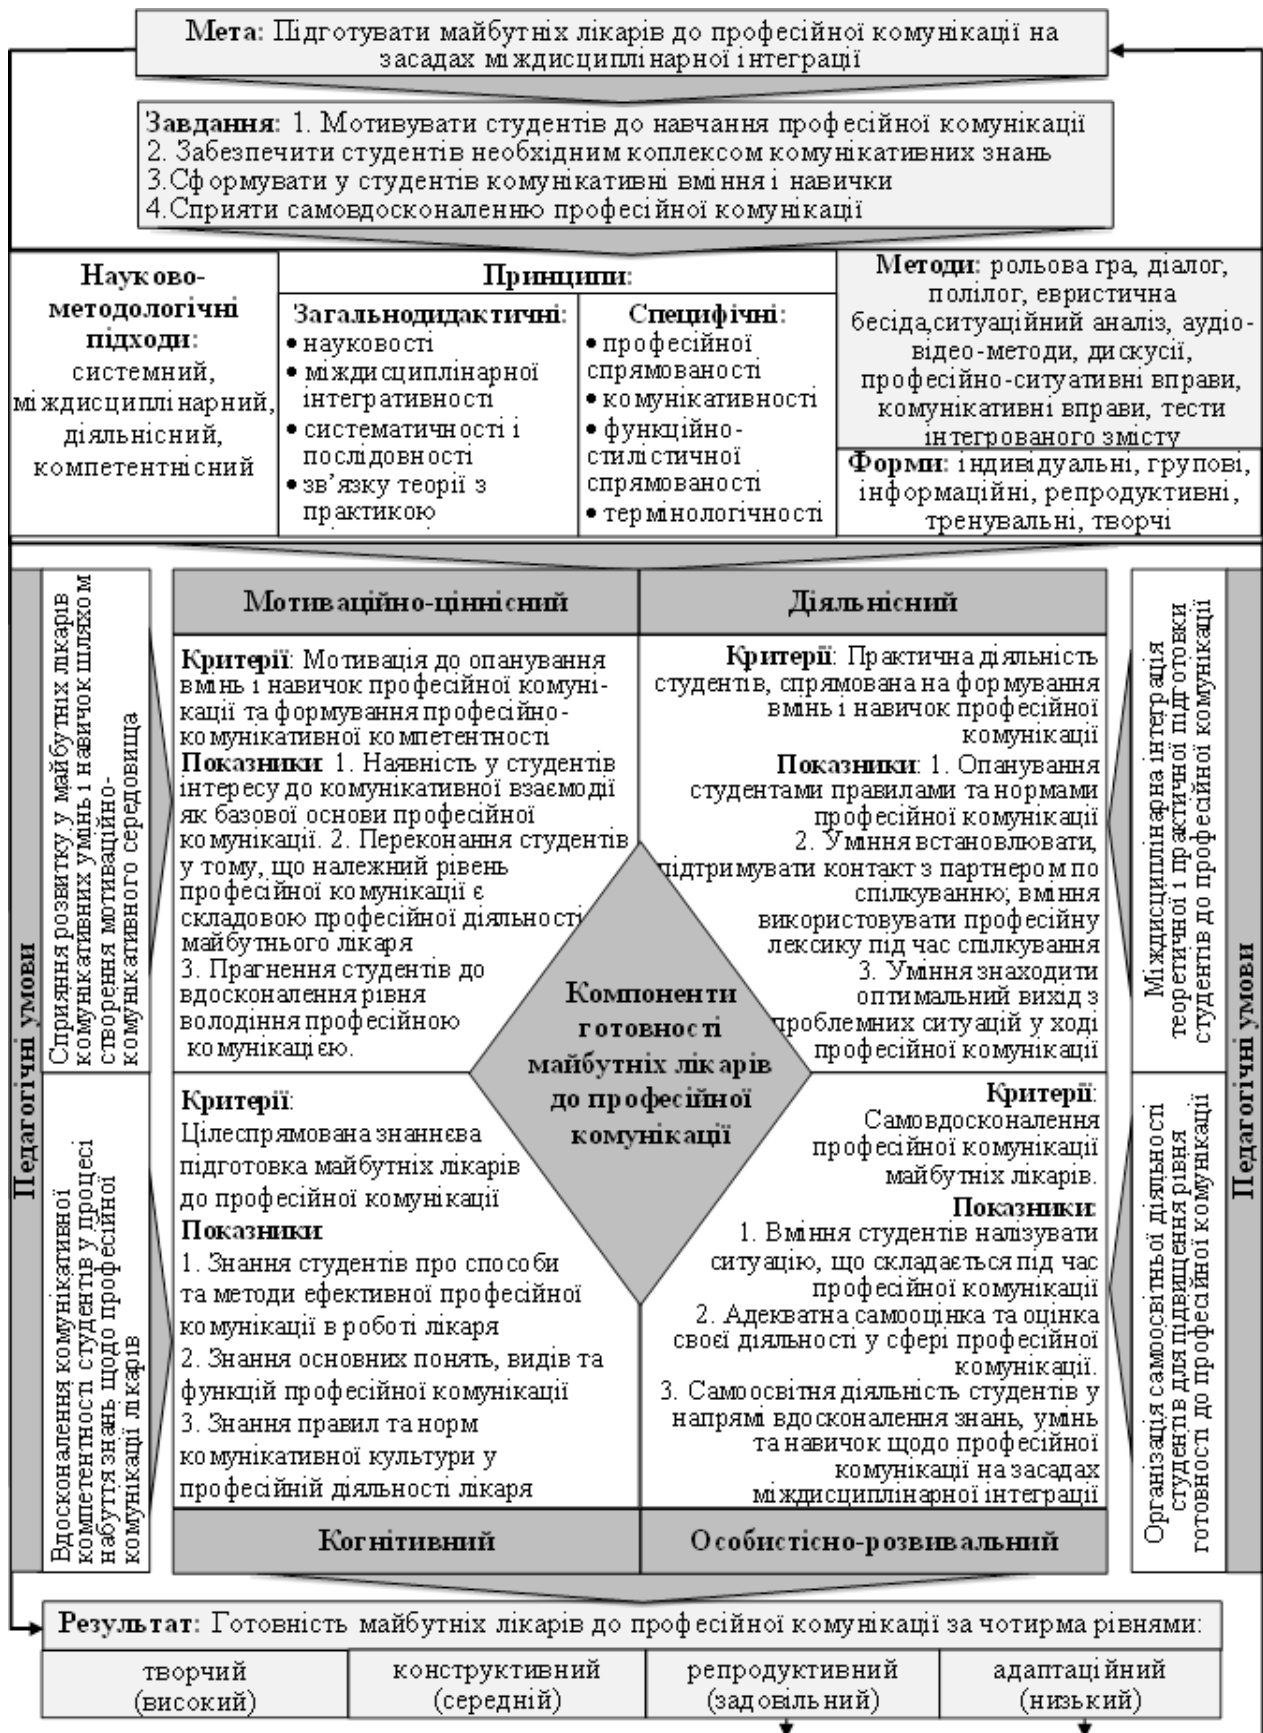 Мета: Підготувати майбутніх лікарів до професійної комунікації на
засадах міждисциплінарної інтеграції
Завдання: 1. Мотивувати студентів до навчання професійної комунікації
2. Забезпечити студентів необхідним коплексом комунікативних знань
3.Сформувати у студентів комунікативні вміння і навички
4.Сприяти самовдосконаленню професійної комунікації
Науково-
методологічні
підходи:
системний,
міждисциплінарний,
діяльнісний,
компетентнісний
Принципи:
Загальнодидактичні:
• науковості
• міждисциплінарної
інтегративності
• систематичності і
послідовності
• зв’язку теорії з
практикою
Специфічні:
• професійної
спрямованості
• комунікативності
• функційно-
стилістичної
спрямованості
• термінологічності
Методи: рольова гра, діалог,
полілог, евристична
бесіда,ситуаційний аналіз, аудіо-
відео-методи, дискусії,
професійно-ситуативні вправи,
комунікативні вправи, тести
інтегрованого змісту
Форми: індивідуальні, групові,
інформаційні, репродуктивні,
тренувальні, творчі
Педагогічні умови
Сприяння розвитку у майбутніх лікарів
комунікативних умінь і навичок шляхом
створення мотиваційно-
комунікативного середовища
Вдосконалення комунікативної
компетентності студентів у процесі
набуття знань щодо професійної
комунікації лікарів
Мотиваційно-ціннісний
Критерії: Мотивація до опанування
вмінь і навичок професійної комуні-
кації та формування професійно-
комунікативної компетентності
Показники: 1. Наявність у студентів
інтересу до комунікативної взаємодії
як базової основи професійної
комунікації. 2. Переконання студентів
у тому, що належний рівень
професійної комунікації є
складовою професійної діяльності
майбутнього лікаря
3. Прагнення студентів до
вдосконалення рівня
володіння професійною
комунікацією.
Діяльнісний
Критерії: Практична діяльність
студентів, спрямована на формування
вмінь і навичок професійної
комунікації
Показники: 1. Опанування
студентами правилами та нормами
професійної комунікації
2. Уміння встановлювати,
підтримувати контакт з партнером по
спілкуванню; вміння
використовувати професійну
лексику під час спілкування
3. Уміння знаходити
оптимальний вихід з
проблемних ситуацій у ході
професійної комунікації
Компоненти
готовності
майбутніх лікарів
до професійної
комунікації
Критерії:
Цілеспрямована знаннєва
підготовка майбутніх лікарів
до професійної комунікації
Показники
1. Знання студентів про способи
та методи ефективної професійної
комунікації в роботі лікаря
2. Знання основних понять, видів та
функцій професійної комунікації
3. Знання правил та норм
комунікативної культури у
професійній діяльності лікаря
Когнітивний
Критерії:
Самовдосконалення
професійної комунікації
майбутніх лікарів.
Показники:
1. Вміння студентів налізувати
ситуацію, що складається під час
професійної комунікації
2. Адекватна самооцінка та оцінка
своєї діяльності у сфері професійної
комунікації.
3. Самоосвітня діяльність студентів у
напрямі вдосконалення знань, умінь
та навичок щодо професійної
комунікації на засадах
міждисциплінарної інтеграції
Особистісно-розвивальний
Міждисциплінарна інтеграція
теоретичної і практичної підготовки
студентів до професійної комунікації
Організація самоосвітньої діяльності
студентів для підвищення рівня
готовності до професійної комунікації
Педагогічні умови
Результат: Готовність майбутніх лікарів до професійної комунікації за чотирма рівнями:
творчий
(високий)
конструктивний
(середній)
репродуктивний
(задовільний)
адаптаційний
(низький)